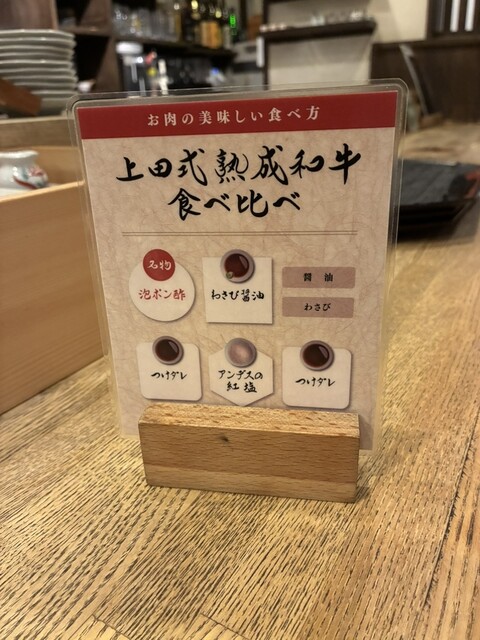 お肉の美味しい食べ方
上田式熟成和牛
食べ比べ
名物
泡ポン酢
わさび醤油
醤油
わさび
つけダレ
アンデスの
紅塩
つけダレ